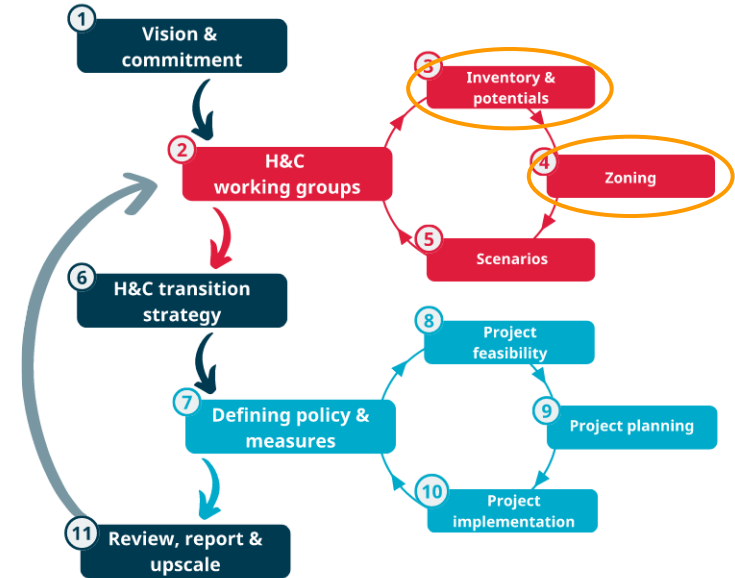 1
Vision &
commitment
2
H&C
working groups
3
Inventory &
potentials
4
Zoning
5
Scenarios
6
H&C transition
strategy
7
Defining policy &
measures
8
Project
feasibility
9
Project planning
10
Project
implementation
11
Review, report &
upscale